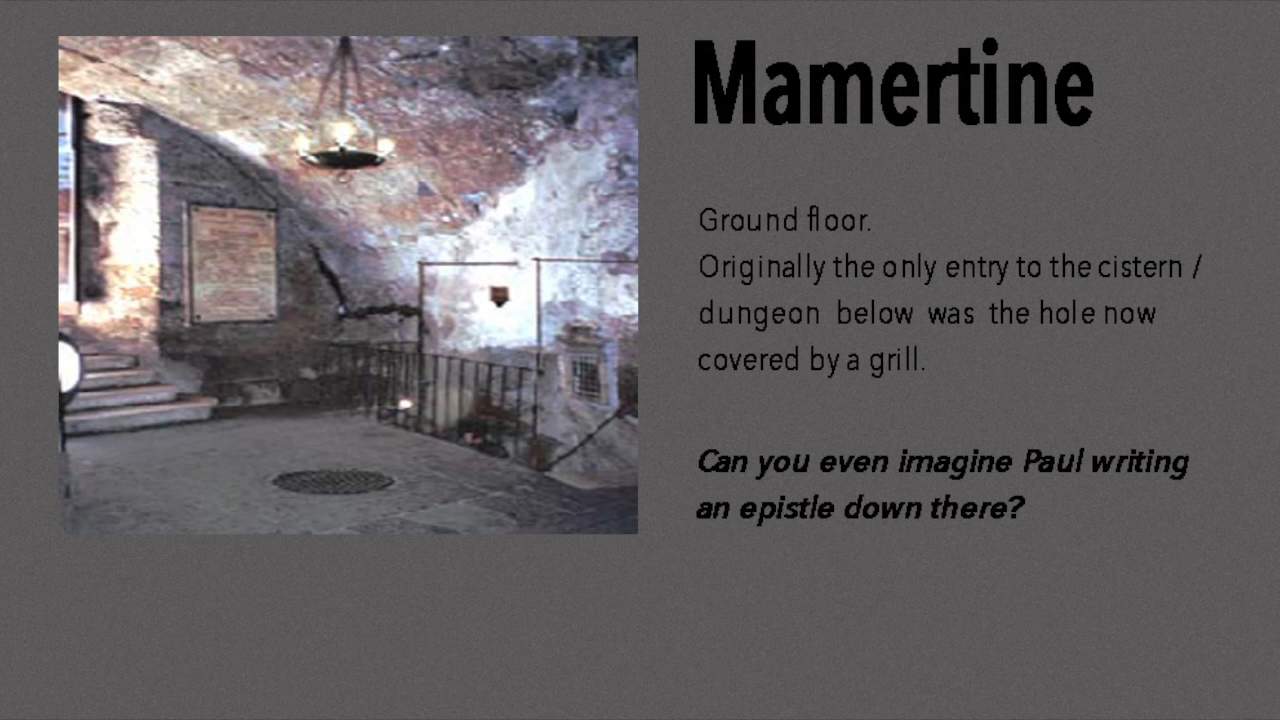 Mamertine
Ground floor.
Originally the only entry to the cistern /
dungeon below was the hole now
covered by a grill.
Can you even imagine Paul writing
an epistle down there?